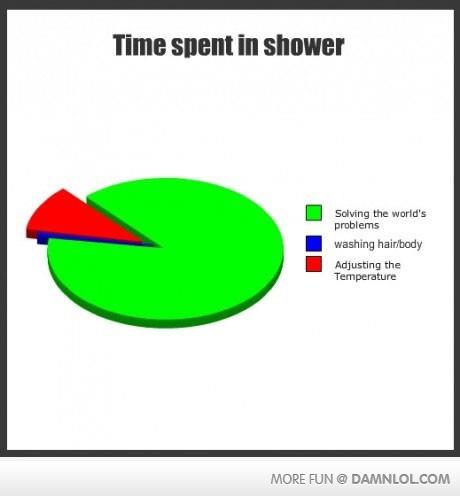 Time spent in shower
Solving the world's
problems
washing hair/body
Adjusting the
Temperature
MORE FUN @ DAMNLOL.COM